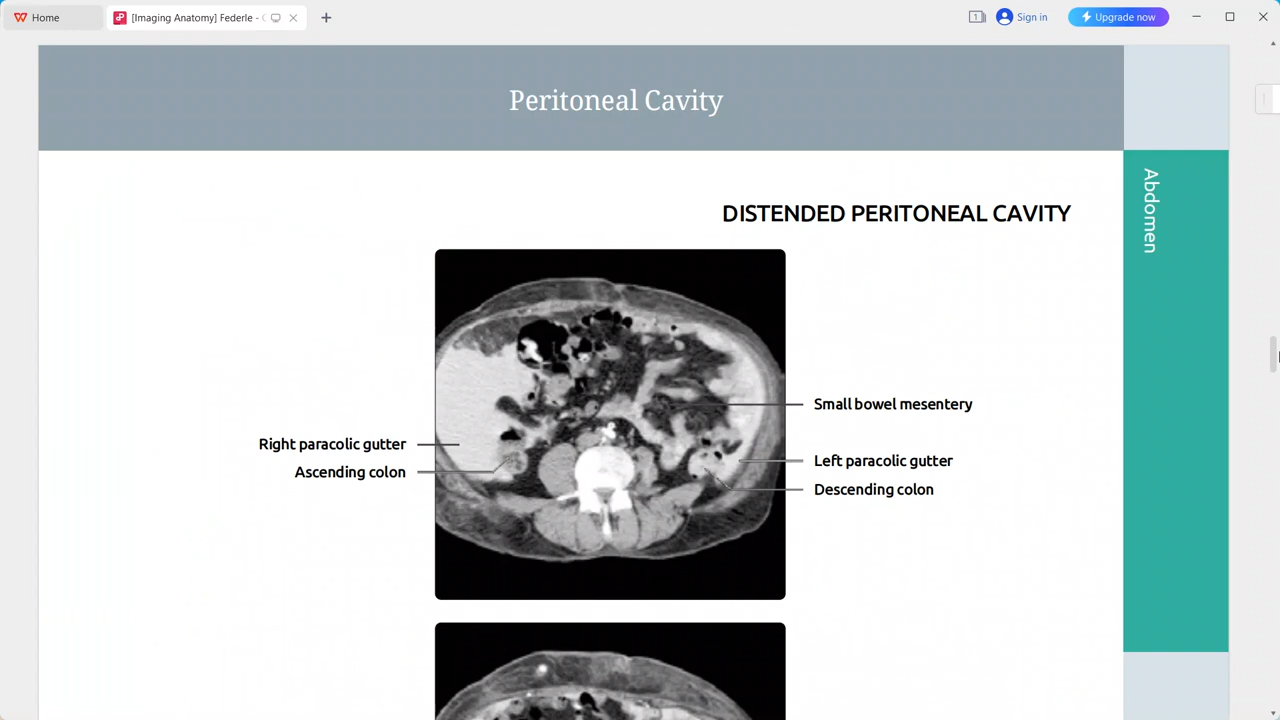 Home
[Imaging Anatomy] Federle -
1
Sign in
Upgrade now
Peritoneal Cavity
Abdomen
DISTENDED PERITONEAL CAVITY
Small bowel mesentery
Right paracolic gutter
Left paracolic gutter
Ascending colon
Descending colon